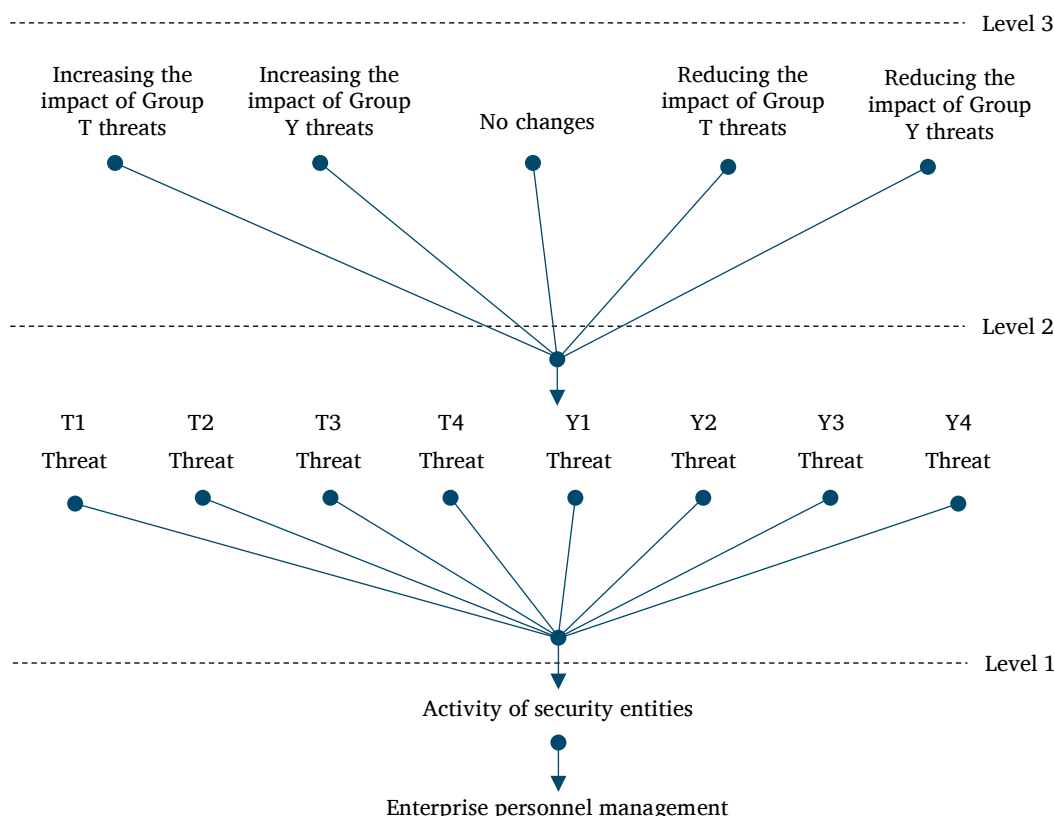 Level 3
Increasing the
impact of Group
T threats
Increasing the
impact of Group
Y threats
No changes
Reducing the
impact of Group
T threats
Reducing the
impact of Group
Y threats
Level 2
T1 T2 T3 T4 Y1 Y2 Y3 Y4
Threat Threat Threat Threat Threat Threat Threat Threat
Level 1
Activity of security entities
Enterprise personnel management